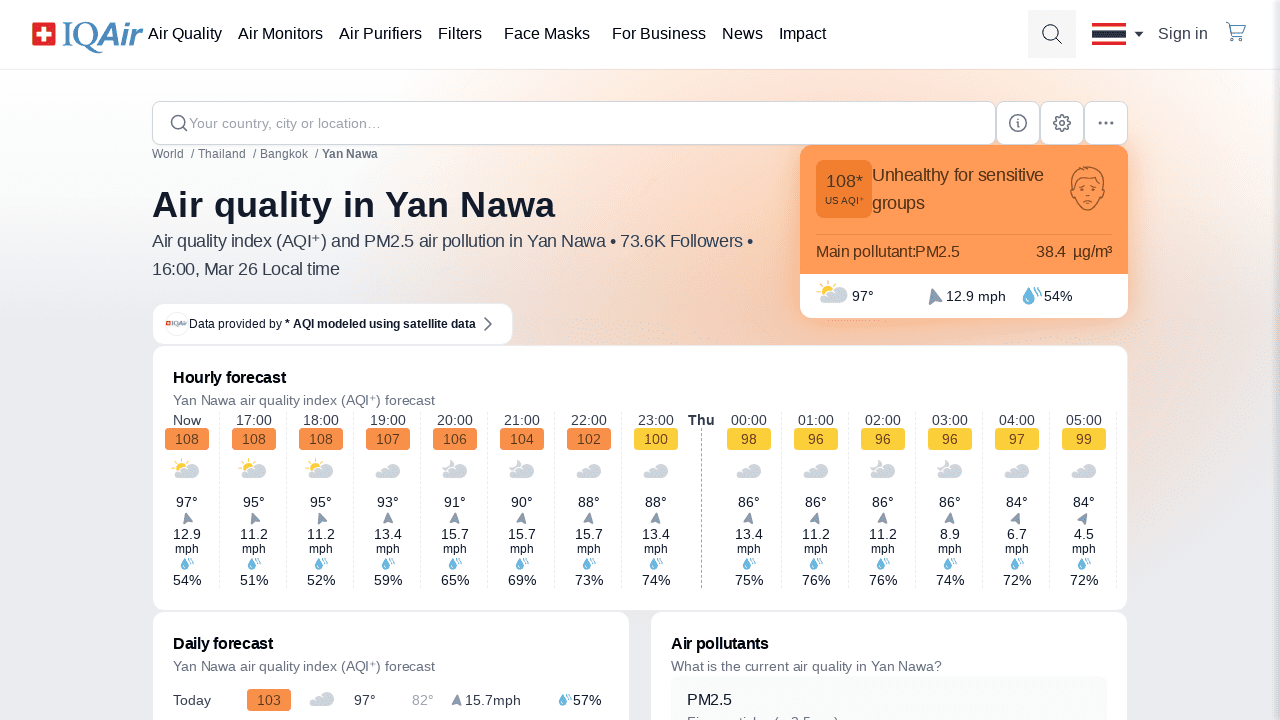 IQAir Air Quality Air Monitors Air Purifiers Filters Face Masks For Business News Impact Sign in
Your country, city or location...
World / Thailand / Bangkok / Yan Nawa
Air quality in Yan Nawa
Air quality index (AQI⁺) and PM2.5 air pollution in Yan Nawa • 73.6K Followers •
16:00, Mar 26 Local time
108*
US AQI⁺
Unhealthy for sensitive
groups
Main pollutant:PM2.5 38.4 µg/m³
97° 12.9 mph 54%
IQAir Data provided by * AQI modeled using satellite data
Hourly forecast
Yan Nawa air quality index (AQI⁺) forecast
Now 17:00 18:00 19:00 20:00 21:00 22:00 23:00 Thu 00:00 01:00 02:00 03:00 04:00 05:00
108 108 108 107 106 104 102 100 98 96 96 96 97 99
97° 95° 95° 93° 91° 90° 88° 88° 86° 86° 86° 86° 84° 84°
12.9 11.2 11.2 13.4 15.7 15.7 15.7 13.4 13.4 11.2 11.2 8.9 6.7 4.5
mph mph mph mph mph mph mph mph mph mph mph mph mph mph
54% 51% 52% 59% 65% 69% 73% 74% 75% 76% 76% 74% 72% 72%
Daily forecast
Yan Nawa air quality index (AQI⁺) forecast
Today 103 97° 82° 15.7mph 57%
Air pollutants
What is the current air quality in Yan Nawa?
PM2.5